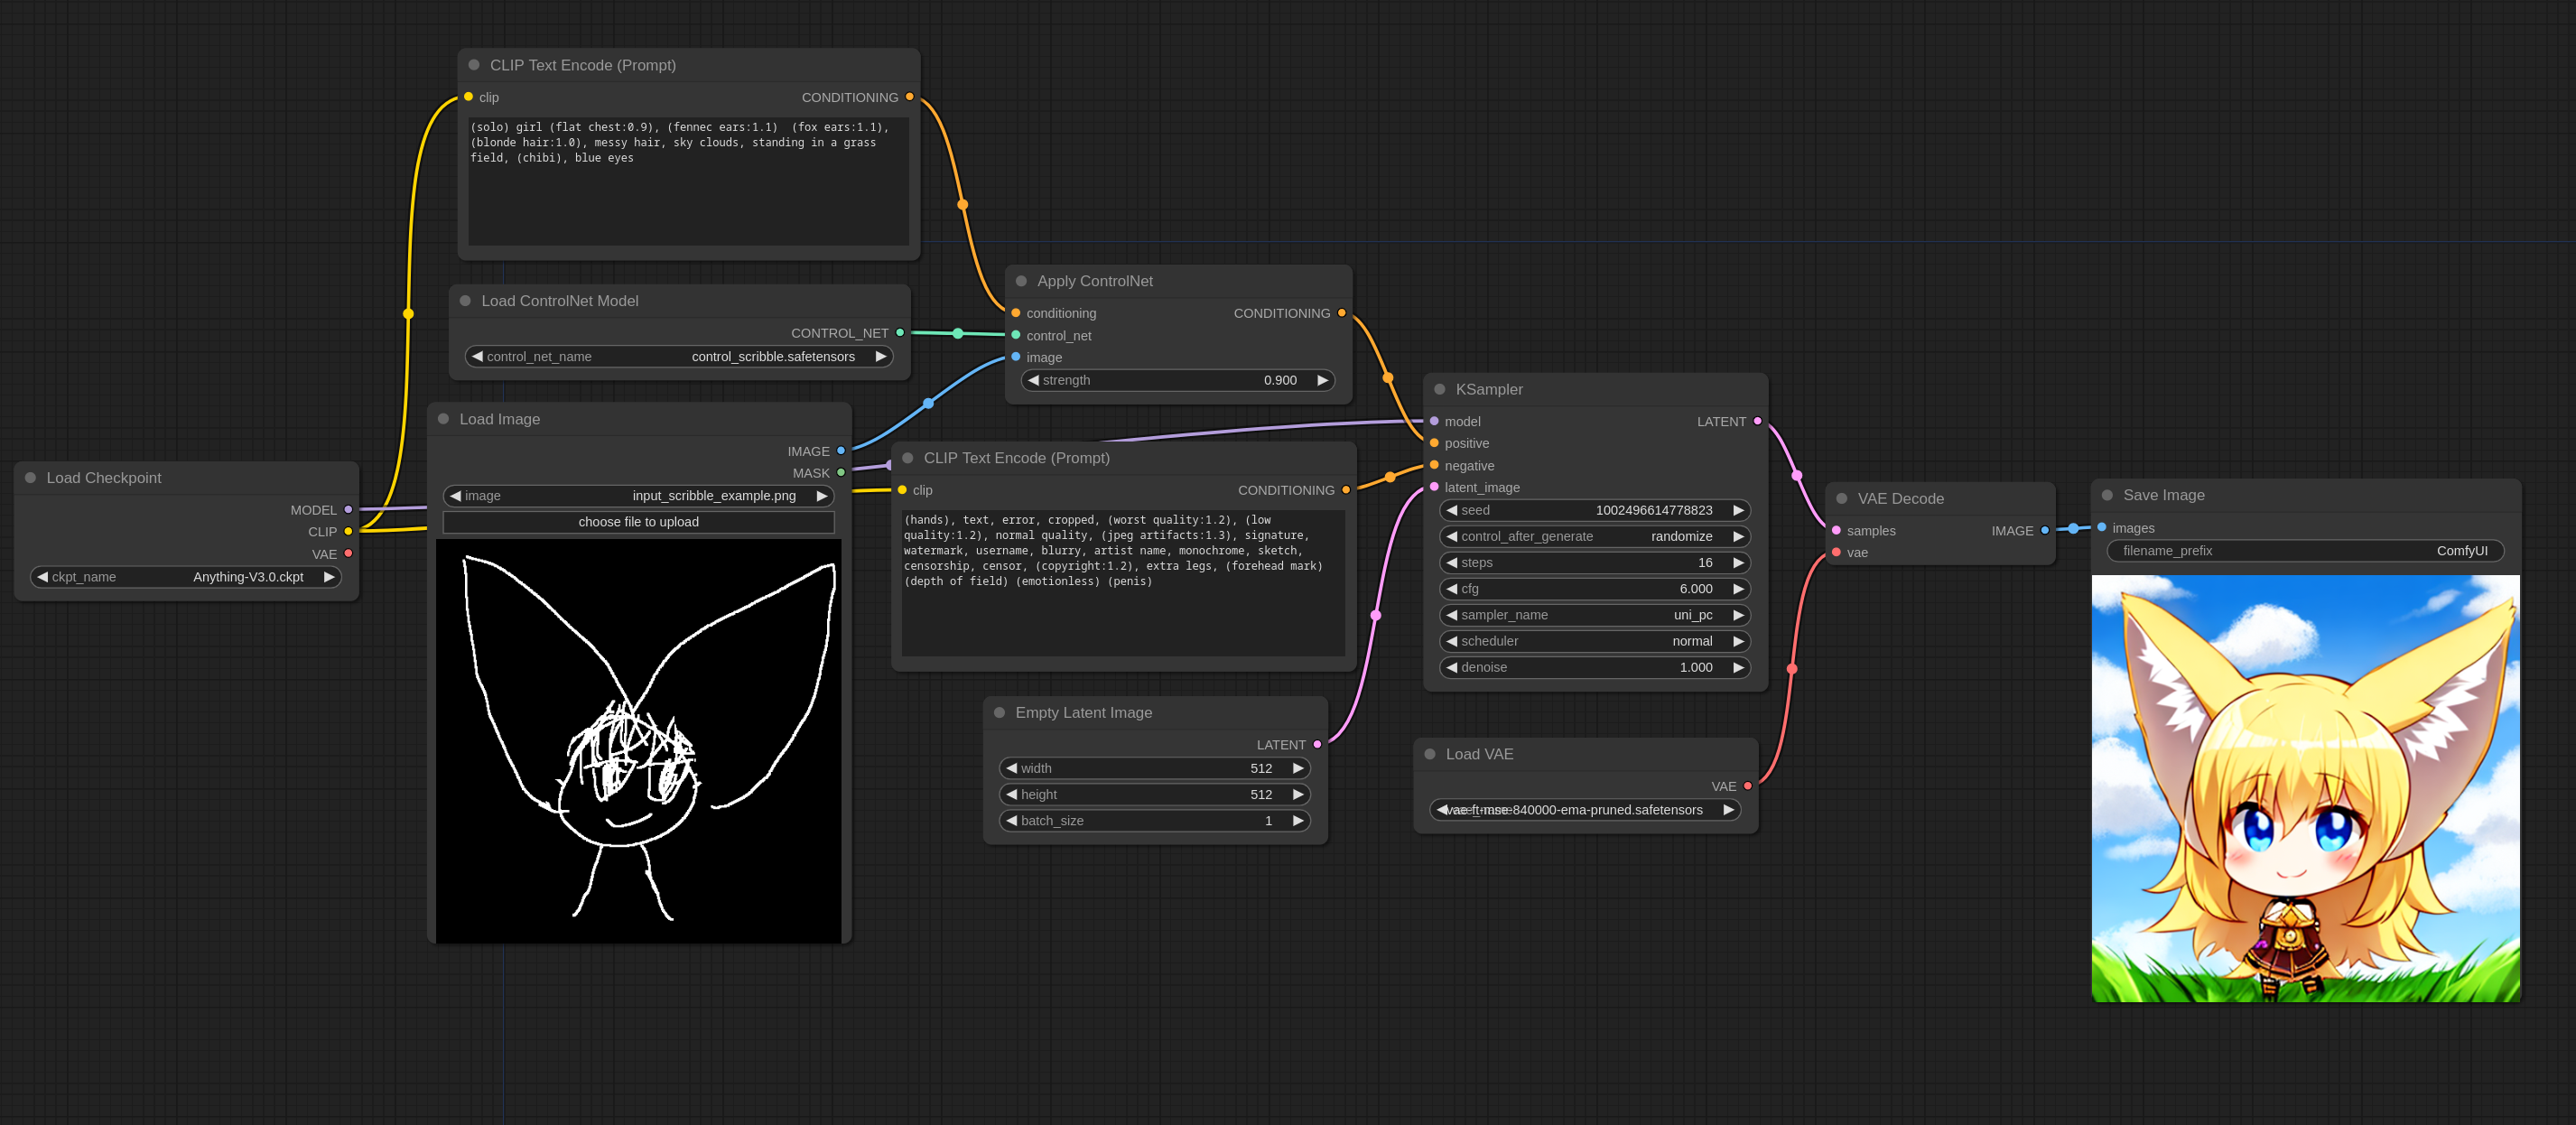 CLIP Text Encode (Prompt)
clip CONDITIONING
(solo) girl (flat chest:0.9), (fennec ears:1.1)  (fox ears:1.1),
(blonde hair:1.0), messy hair, sky clouds, standing in a grass
field, (chibi), blue eyes
Load ControlNet Model
CONTROL_NET
control_net_name control_scribble.safetensors
Apply ControlNet
conditioning CONDITIONING
control_net
image
strength 0.900
Load Checkpoint
MODEL
CLIP
VAE
ckpt_name Anything-V3.0.ckpt
Load Image
IMAGE
MASK
image input_scribble_example.png
choose file to upload
CLIP Text Encode (Prompt)
clip CONDITIONING
(hands), text, error, cropped, (worst quality:1.2), (low
quality:1.2), normal quality, (jpeg artifacts:1.3), signature,
watermark, username, blurry, artist name, monochrome, sketch,
censorship, censor, (copyright:1.2), extra legs, (forehead mark)
(depth of field) (emotionless) (penis)
Empty Latent Image
LATENT
width 512
height 512
batch_size 1
KSampler
model LATENT
positive
negative
latent_image
seed 1002496614778823
control_after_generate randomize
steps 16
cfg 6.000
sampler_name uni_pc
scheduler normal
denoise 1.000
Load VAE
VAE
vae-ft-mse-840000-ema-pruned.safetensors
VAE Decode
samples IMAGE
vae
Save Image
images
filename_prefix ComfyUI